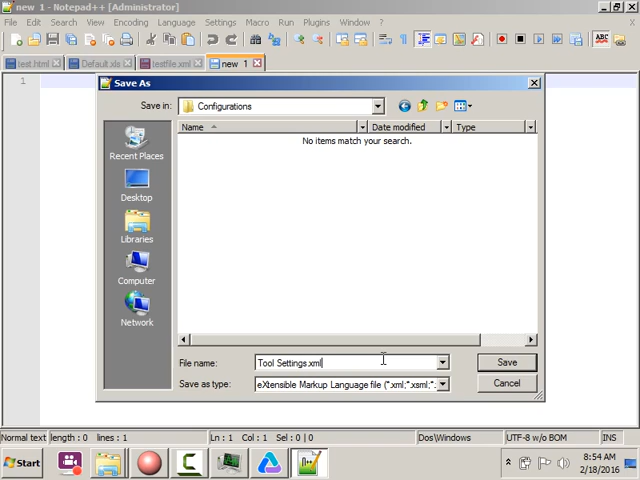 new 1 - Notepad++ [Administrator]
File Edit Search View Encoding Language Settings Macro Run Plugins Window ? X
test.html Default.xle testfile.xml new 1
1
Save As
Save in: Configurations
Name Date modified Type
No items match your search.
Recent Places
Desktop
Libraries
Computer
Network
File name: Tool Settings.xml
Save
Save as type: eXtensible Markup Language file (*.xml;*.xsml;*.
Cancel
Normal text length : 0 lines : 1 Ln : 1 Col : 1 Sel : 0 | 0 Dos\Windows UTF-8 w/o BOM INS
Start
8:54 AM
2/18/2016